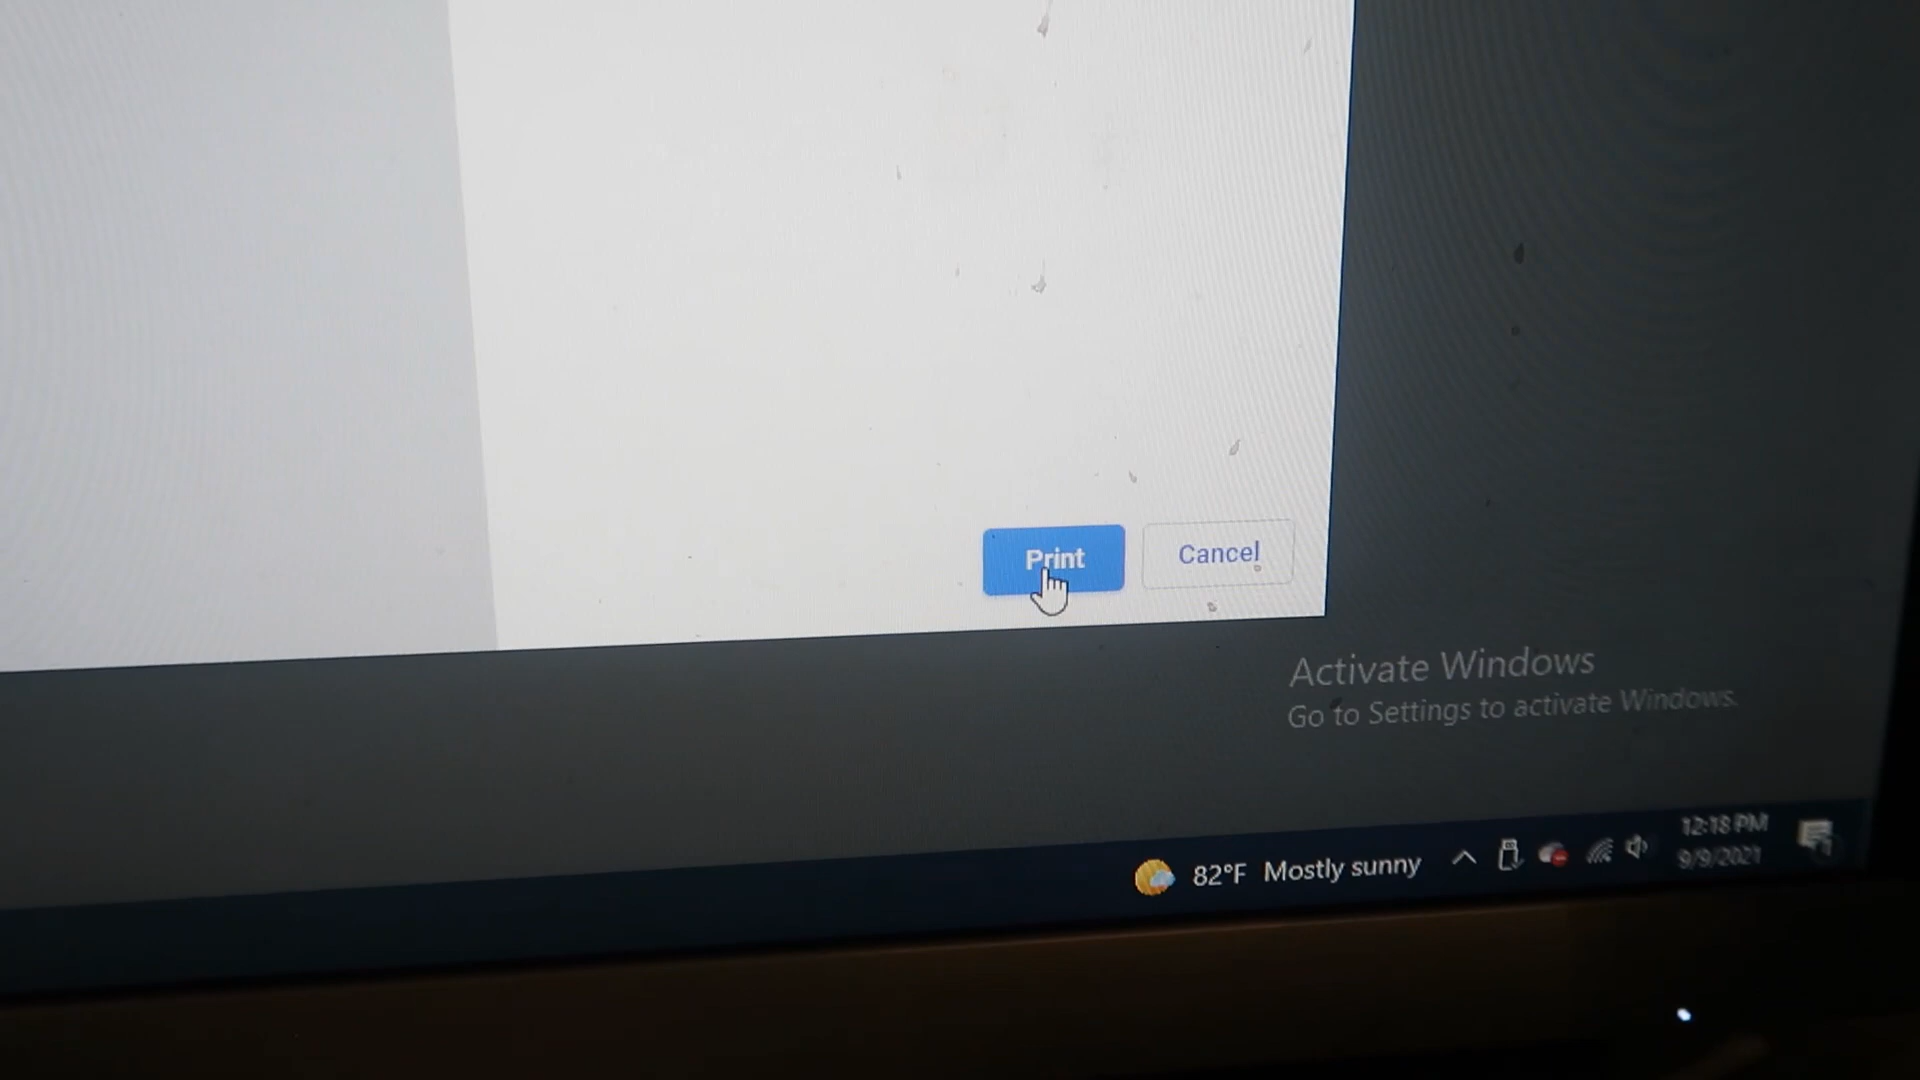 Print
Cancel
Activate Windows
Go to Settings to activate Windows.
82°F Mostly sunny
12:18 PM
9/9/2021